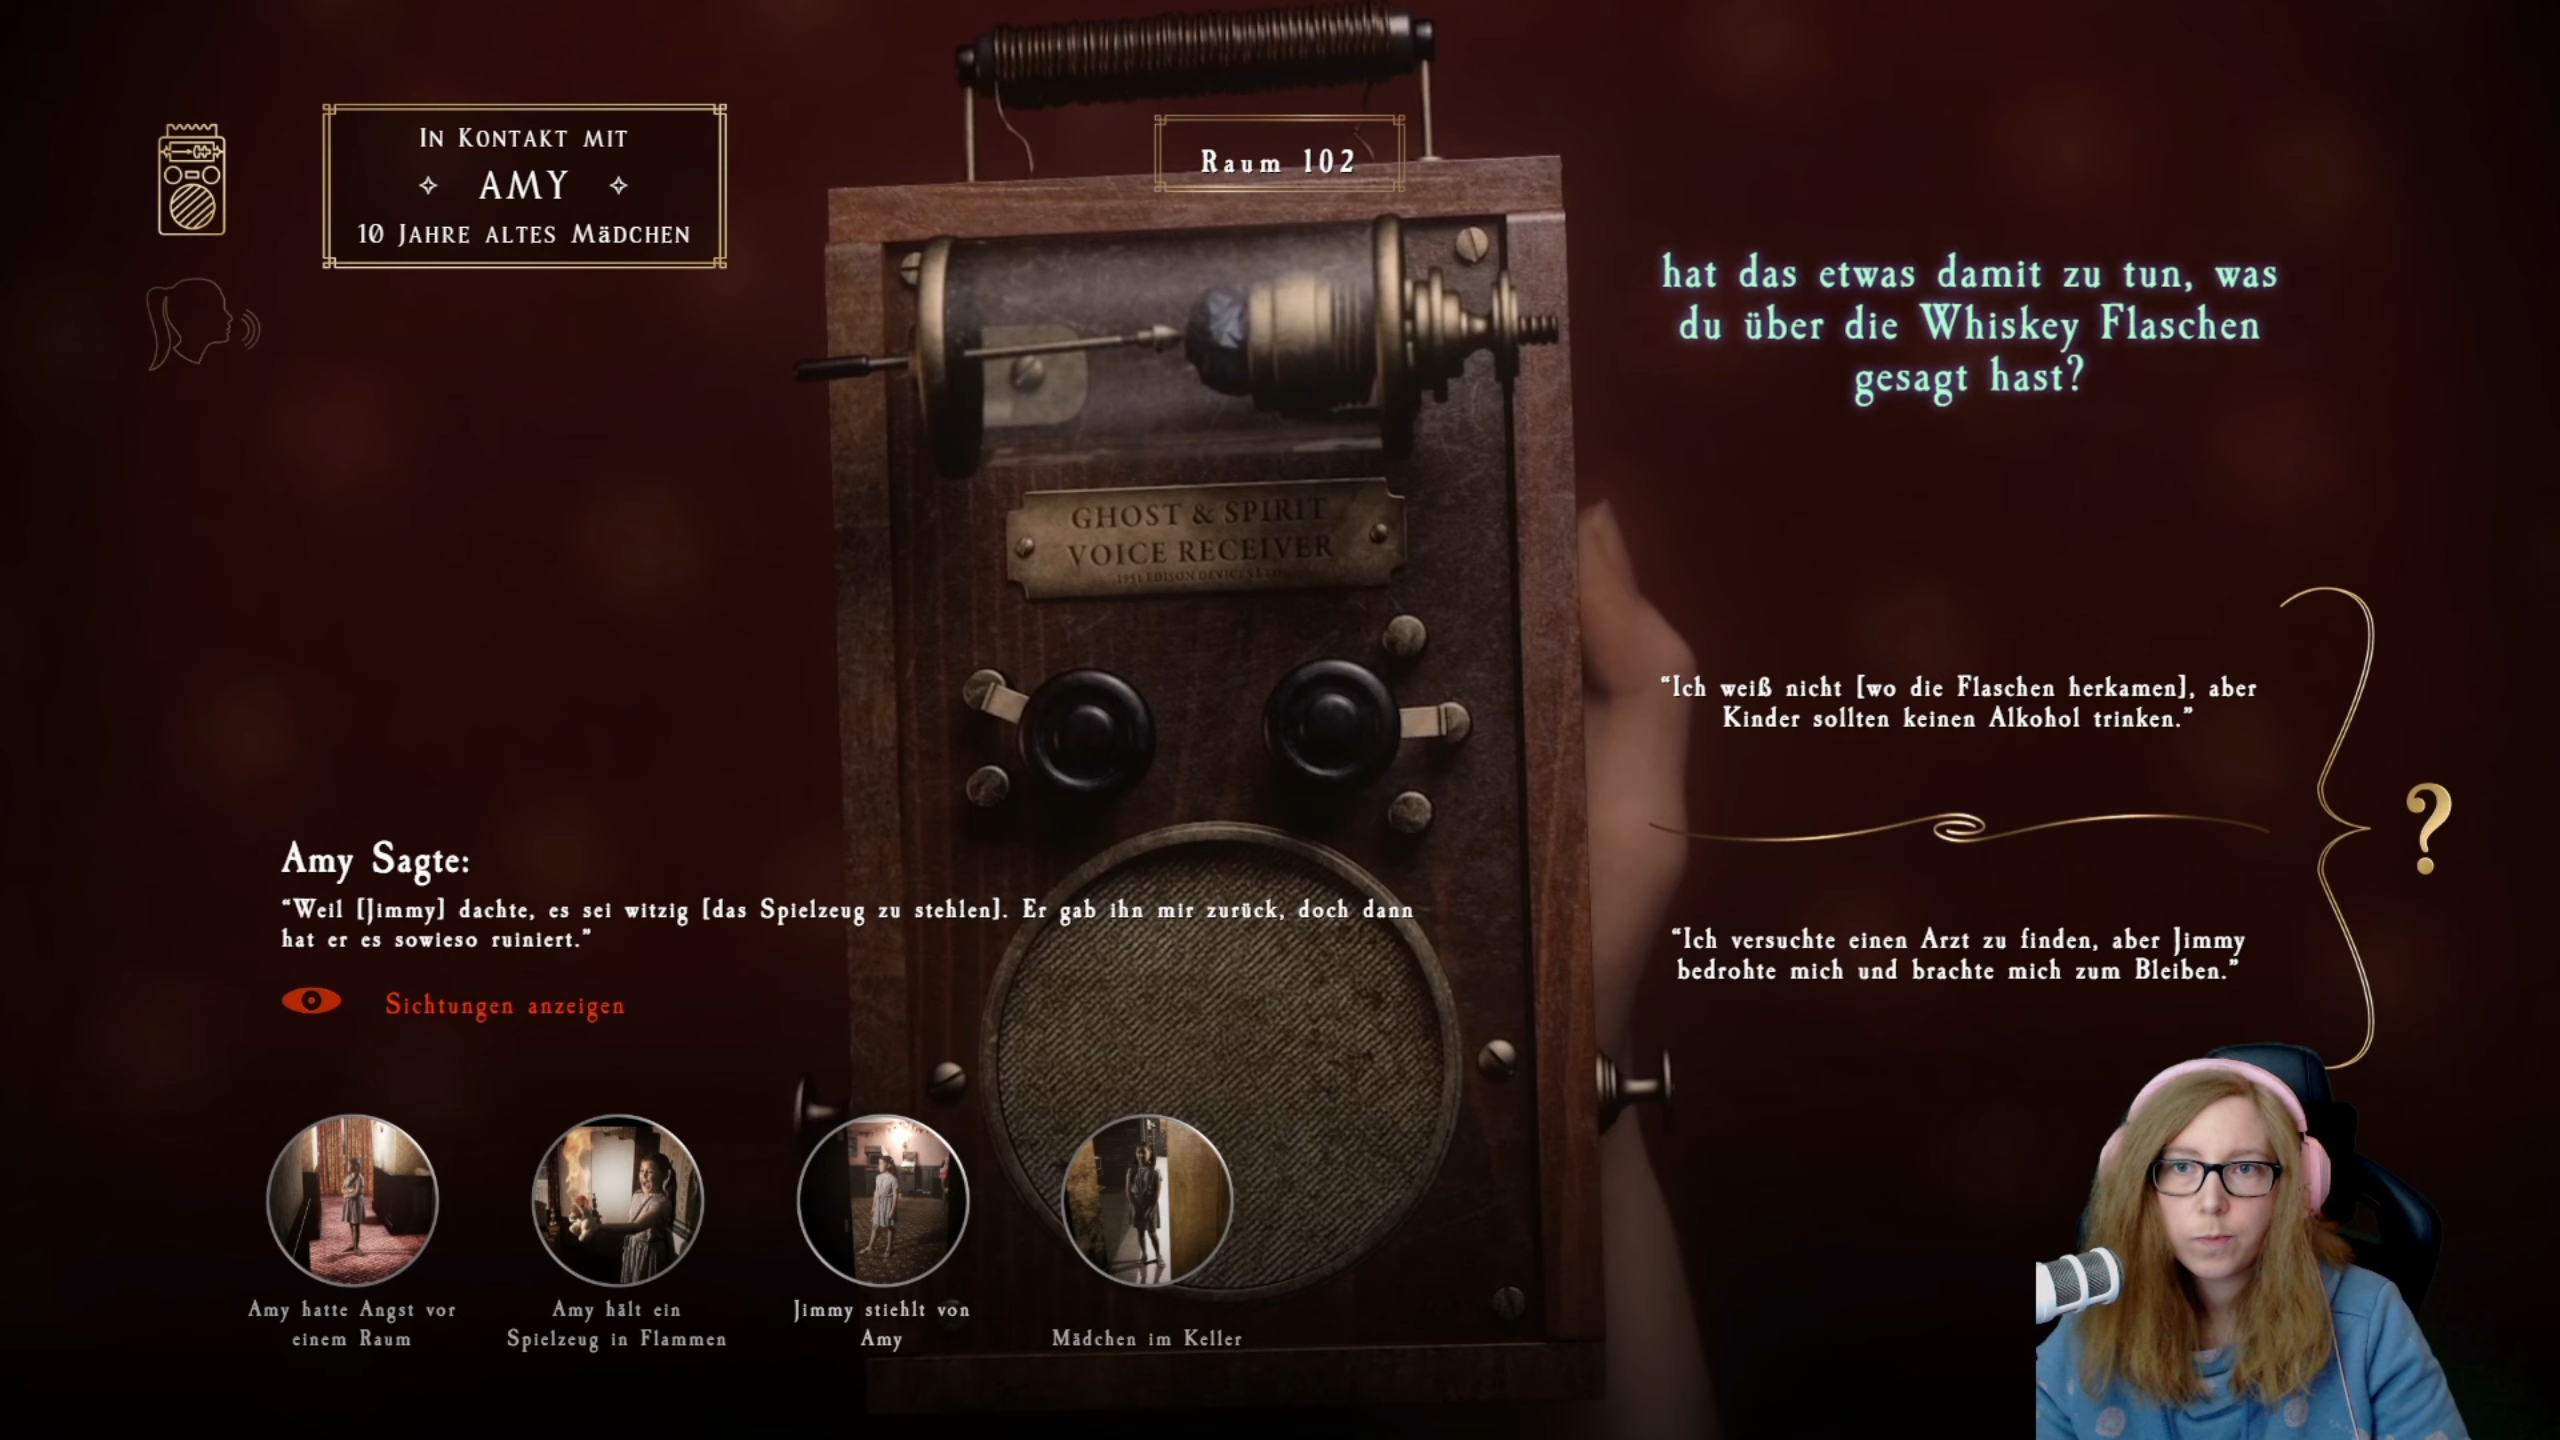 In Kontakt mit
AMY
10 Jahre altes Mädchen
Raum 102
hat das etwas damit zu tun, was
du über die Whiskey Flaschen
gesagt hast?
GHOST & SPIRIT
VOICE RECEIVER
“Ich weiß nicht [wo die Flaschen herkamen], aber
Kinder sollten keinen Alkohol trinken.”
?
“Ich versuchte einen Arzt zu finden, aber Jimmy
bedrohte mich und brachte mich zum Bleiben.”
Amy Sagte:
“Weil [Jimmy] dachte, es sei witzig [das Spielzeug zu stehlen]. Er gab ihn mir zurück, doch dann
hat er es sowieso ruiniert.”
Sichtungen anzeigen
Amy hatte Angst vor
einem Raum
Amy hält ein
Spielzeug in Flammen
Jimmy stiehlt von
Amy
Mädchen im Keller